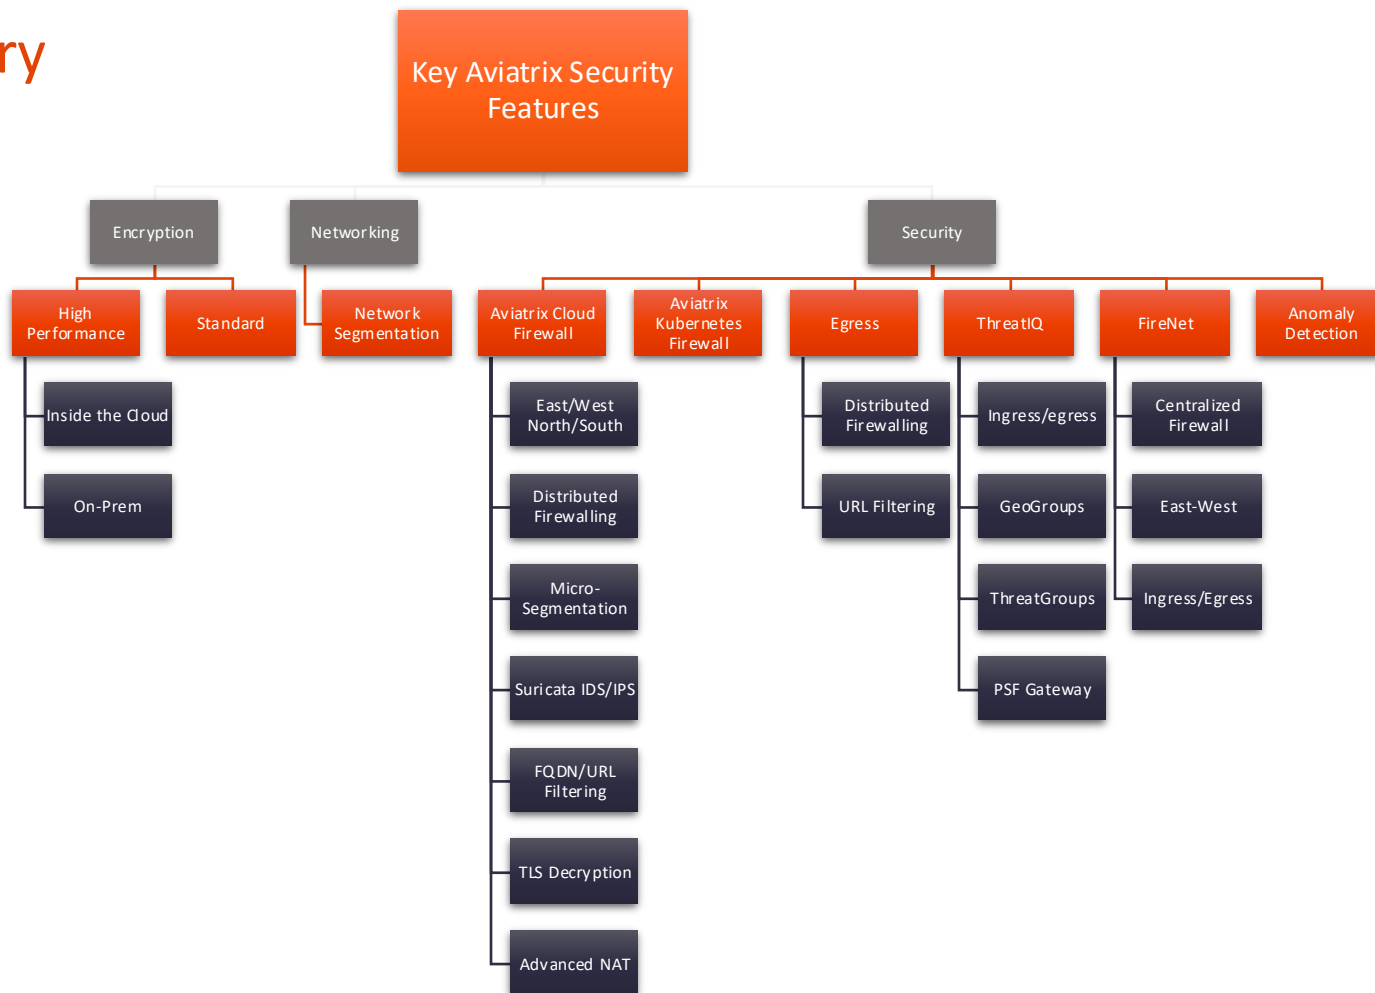 ry
Key Aviatrix Security
Features
Encryption
Networking
Security
High
Performance
Standard
Network
Segmentation
Aviatrix Cloud
Firewall
Aviatrix
Kubernetes
Firewall
Egress
ThreatIQ
FireNet
Anomaly
Detection
Inside the Cloud
On-Prem
East/West
North/South
Distributed
Firewalling
Micro-
Segmentation
Suricata IDS/IPS
FQDN/URL
Filtering
TLS Decryption
Advanced NAT
Distributed
Firewalling
URL Filtering
Ingress/egress
GeoGroups
ThreatGroups
PSF Gateway
Centralized
Firewall
East-West
Ingress/Egress